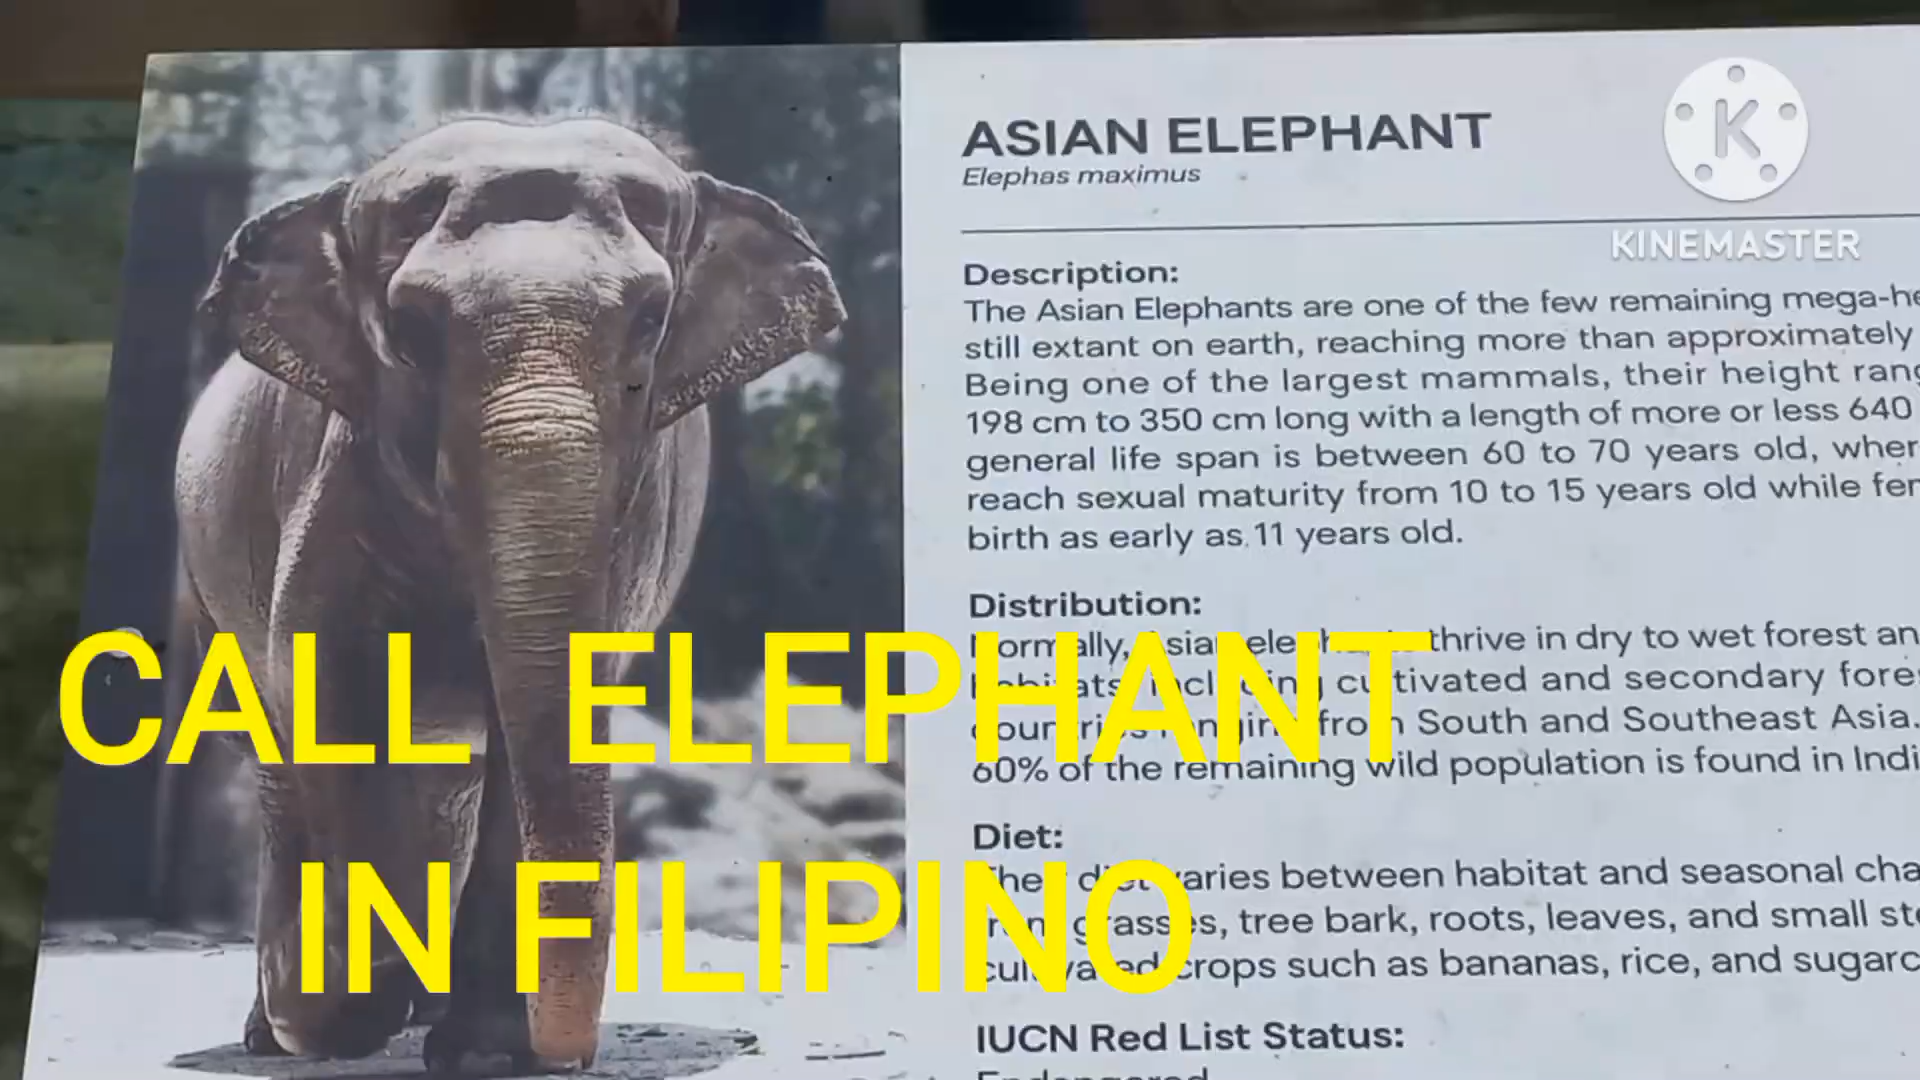 ASIAN ELEPHANT
Elephas maximus
K
KINEMASTER
Description:
The Asian Elephants are one of the few remaining
still extant on earth, reaching more than approximately
Being one of the largest mammals, their height
198 cm to 350 cm long with a length of more or less 640
general life span is between 60 to 70 years old,
reach sexual maturity from 10 to 15 years old while
birth as early as 11 years old.
Distribution:
thrive in dry to wet forest
and secondary
from South and Southeast Asia.
60% of the remaining wild population is found in
CALL ELEPHANT
Diet:
varies between habitat and seasonal
grasses, tree bark, roots, leaves, and small
crops such as bananas, rice, and
IN FILIPINO
IUCN Red List Status: